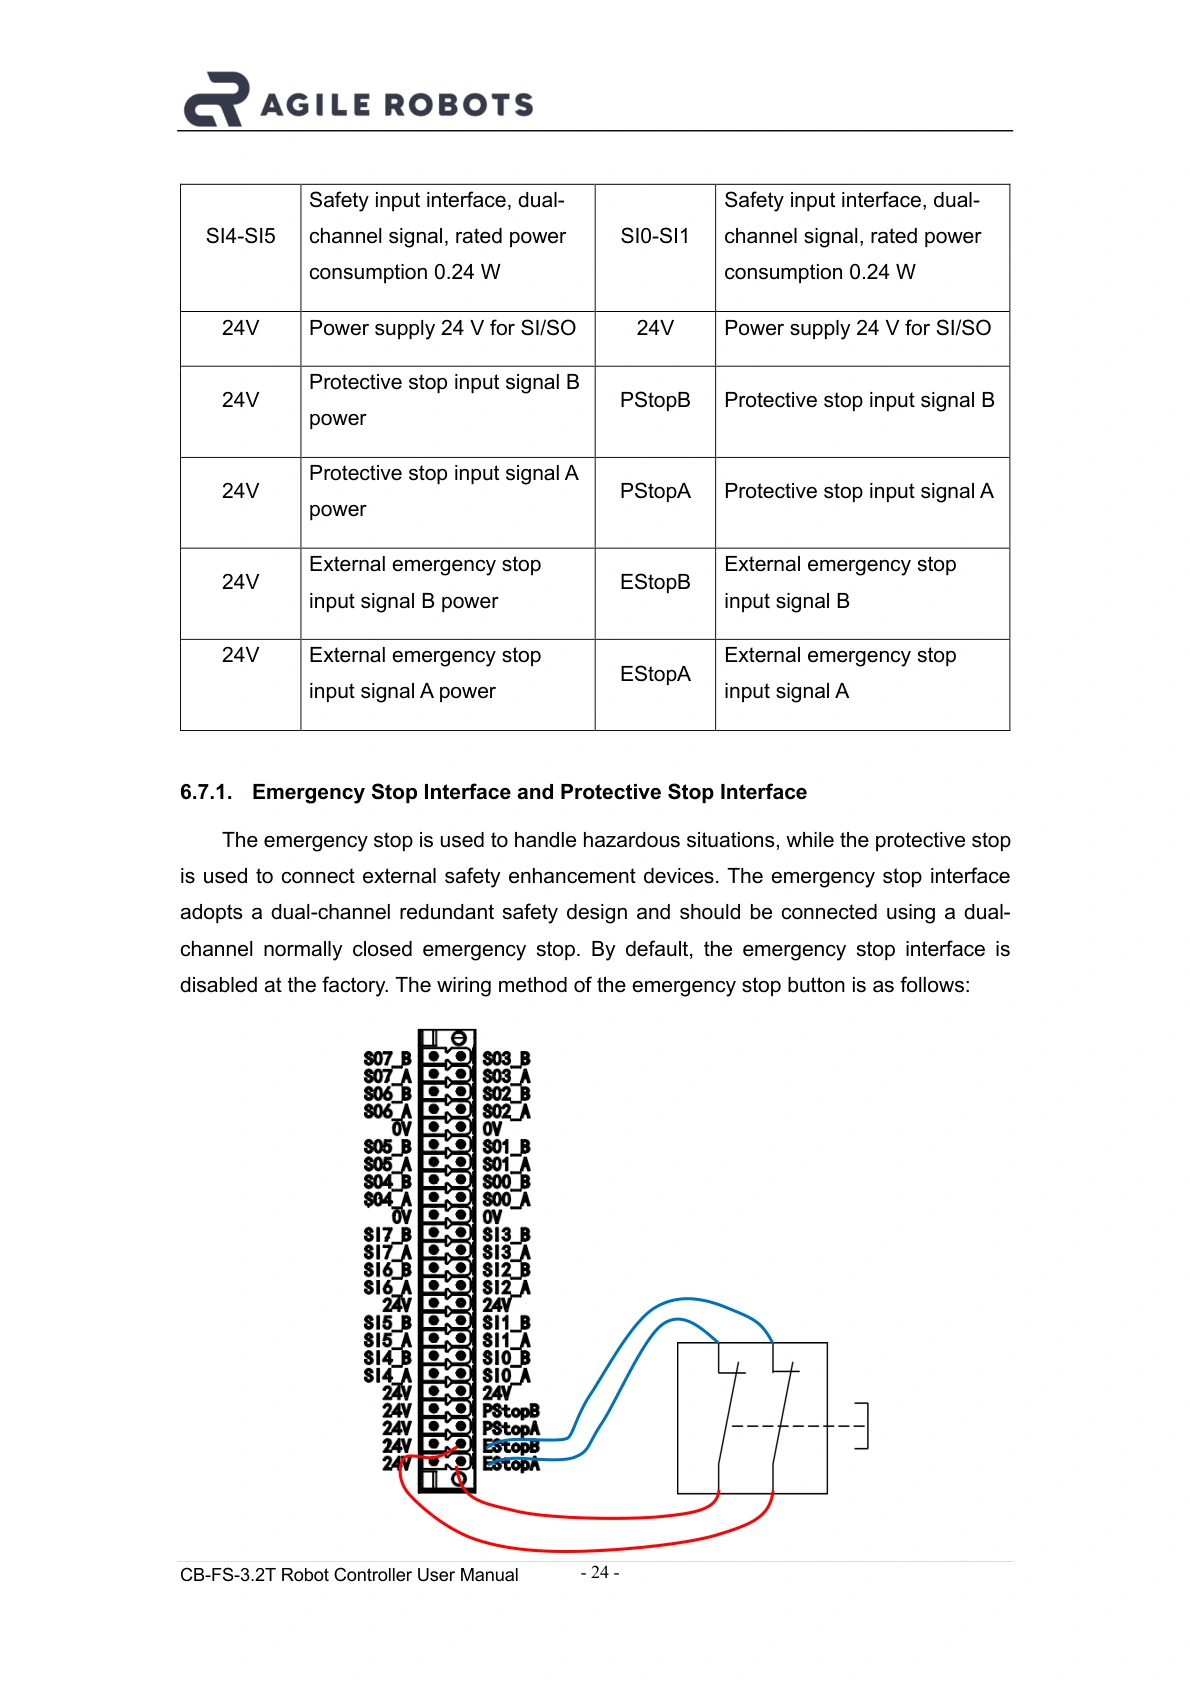 AGILE ROBOTS
SI4-SI5
Safety input interface, dual-
channel signal, rated power
consumption 0.24 W
SI0-SI1
Safety input interface, dual-
channel signal, rated power
consumption 0.24 W
24V
Power supply 24 V for SI/SO
24V
Power supply 24 V for SI/SO
24V
Protective stop input signal B
power
PStopB
Protective stop input signal B
24V
Protective stop input signal A
power
PStopA
Protective stop input signal A
24V
External emergency stop
input signal B power
EStopB
External emergency stop
input signal B
24V
External emergency stop
input signal A power
EStopA
External emergency stop
input signal A
6.7.1. Emergency Stop Interface and Protective Stop Interface
The emergency stop is used to handle hazardous situations, while the protective stop
is used to connect external safety enhancement devices. The emergency stop interface
adopts a dual-channel redundant safety design and should be connected using a dual-
channel normally closed emergency stop. By default, the emergency stop interface is
disabled at the factory. The wiring method of the emergency stop button is as follows:
SO7_B SO3_B
SO7_A SO3_A
SO6_B SO2_B
SO6_A SO2_A
0V 0V
SO5_B SO1_B
SO5_A SO1_A
SO4_B SO0_B
SO4_A SO0_A
0V 0V
SI7_B SI3_B
SI7_A SI3_A
SI6_B SI2_B
SI6_A SI2_A
24V 24V
SI5_B SI1_B
SI5_A SI1_A
SI4_B SI0_B
SI4_A SI0_A
24V 24V
24V PStopB
24V PStopA
24V EStopB
24V EStopA
CB-FS-3.2T Robot Controller User Manual - 24 -